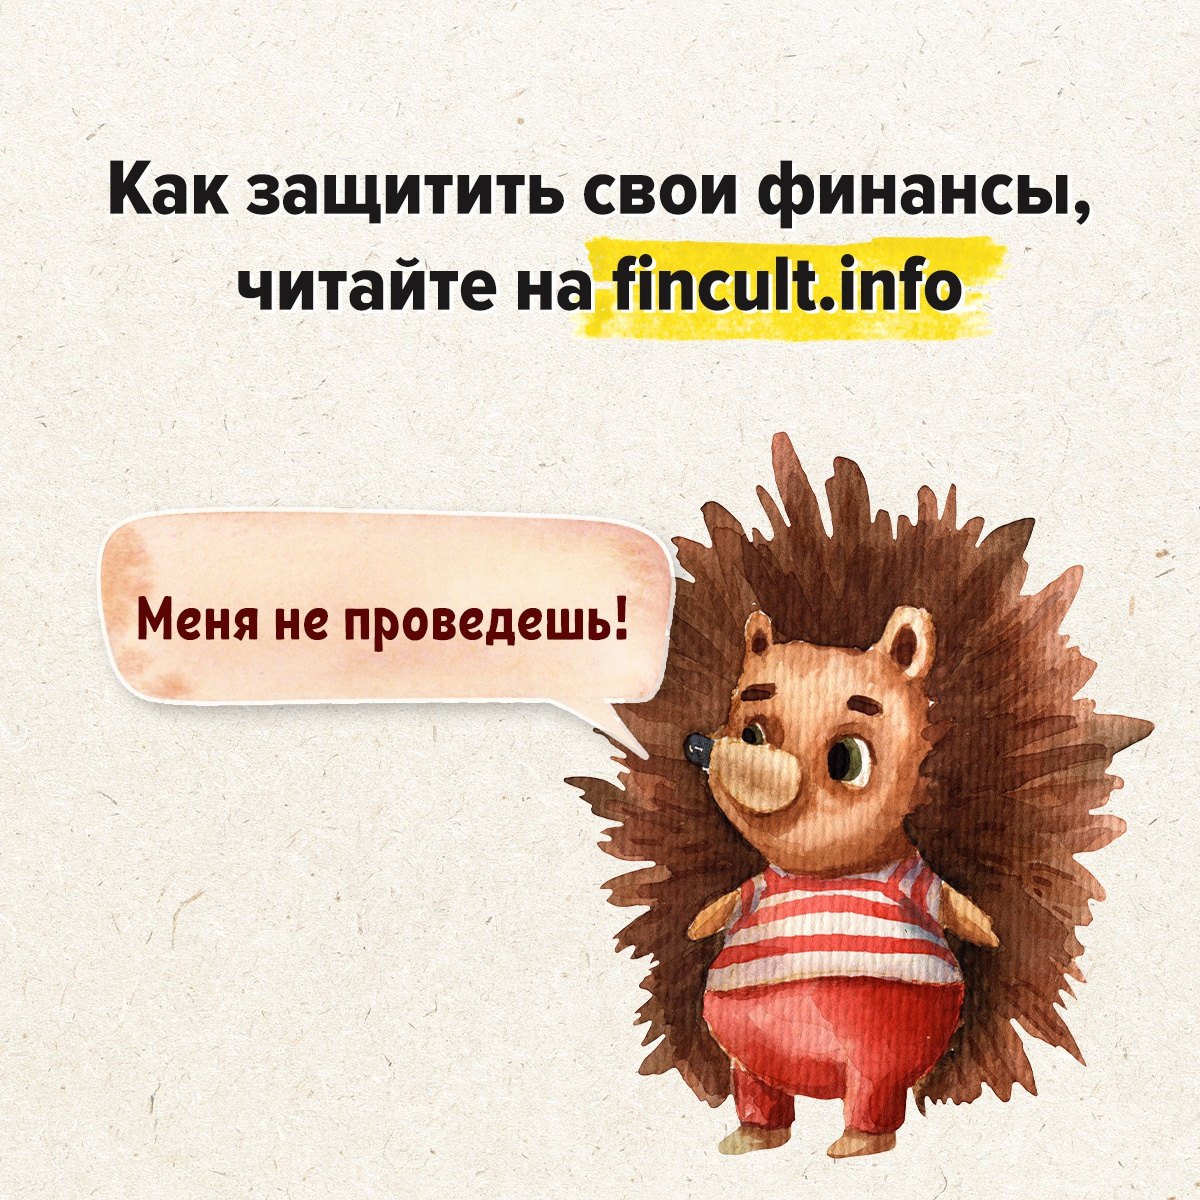 Как защитить свои финансы,
читайте на fincult.info
Меня не проведешь!